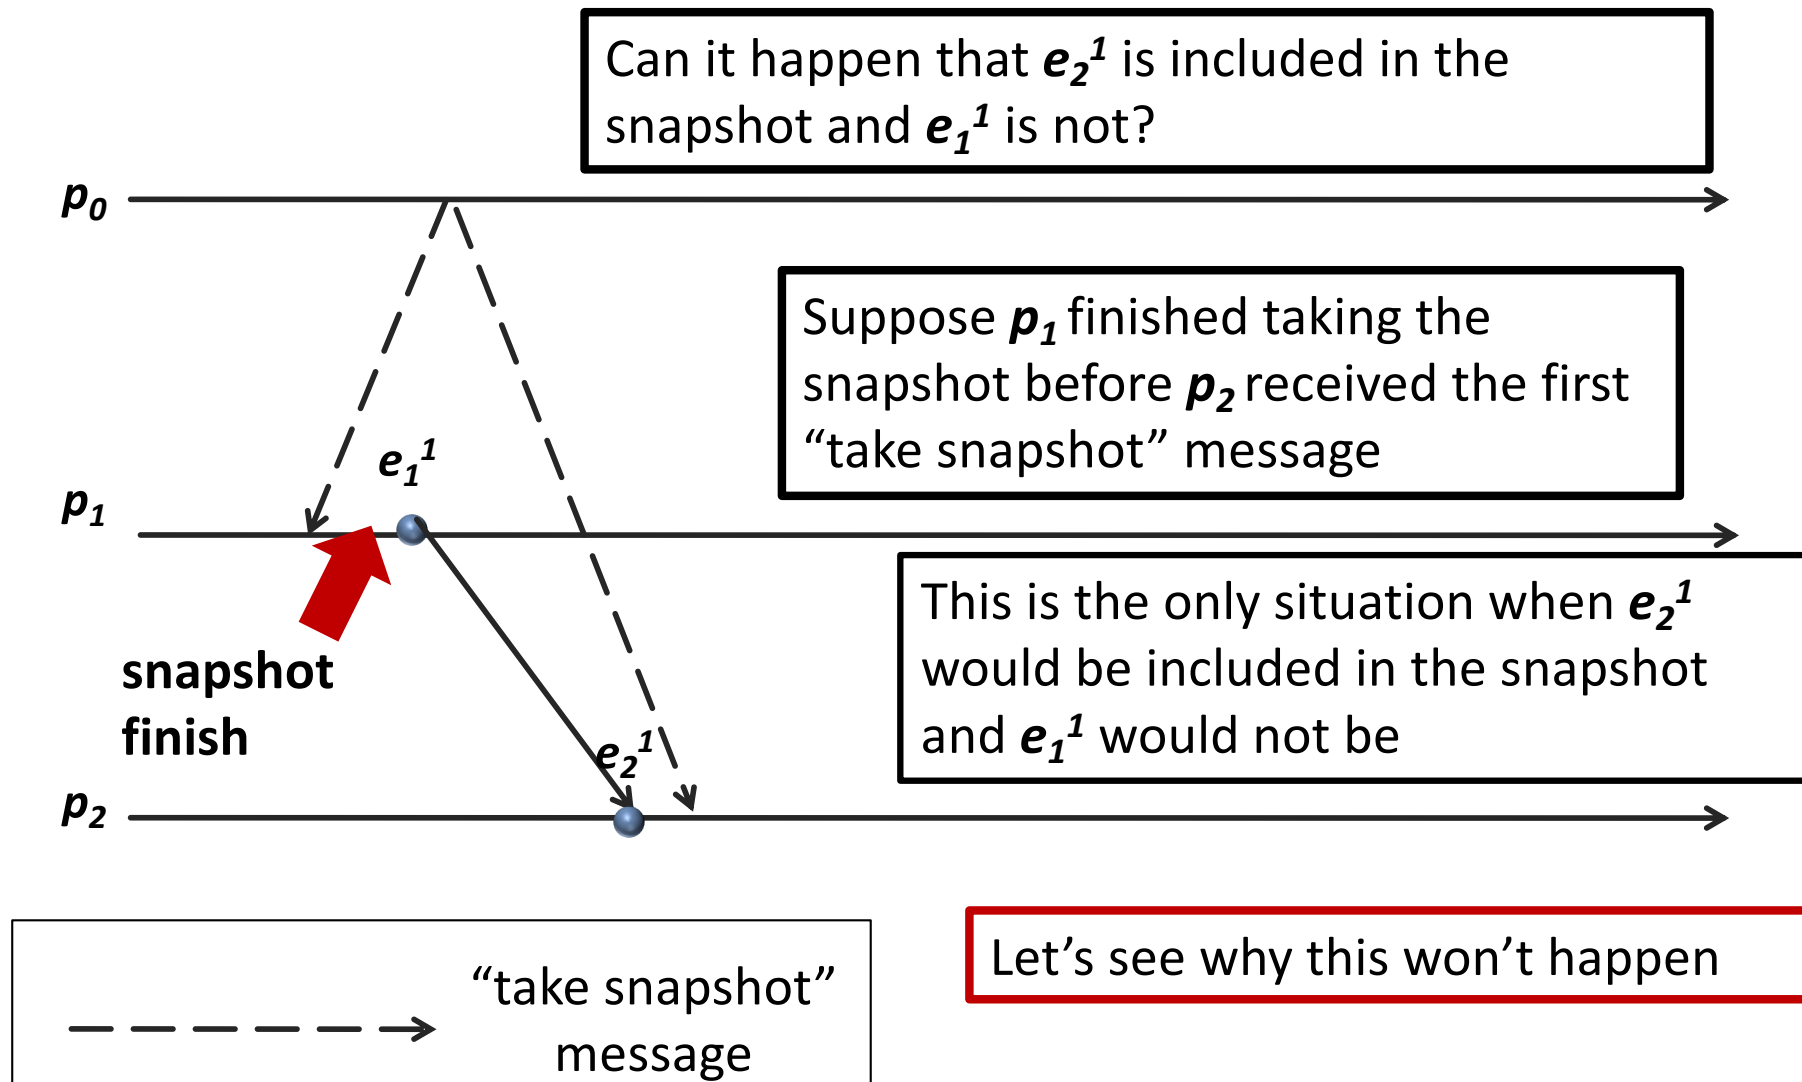 Can it happen that e₂¹ is included in the
snapshot and e₁¹ is not?
p₀
Suppose p₁ finished taking the
snapshot before p₂ received the first
“take snapshot” message
e₁¹
p₁
This is the only situation when e₂¹
would be included in the snapshot
and e₁¹ would not be
snapshot
finish
e₂¹
p₂
“take snapshot”
message
Let’s see why this won’t happen